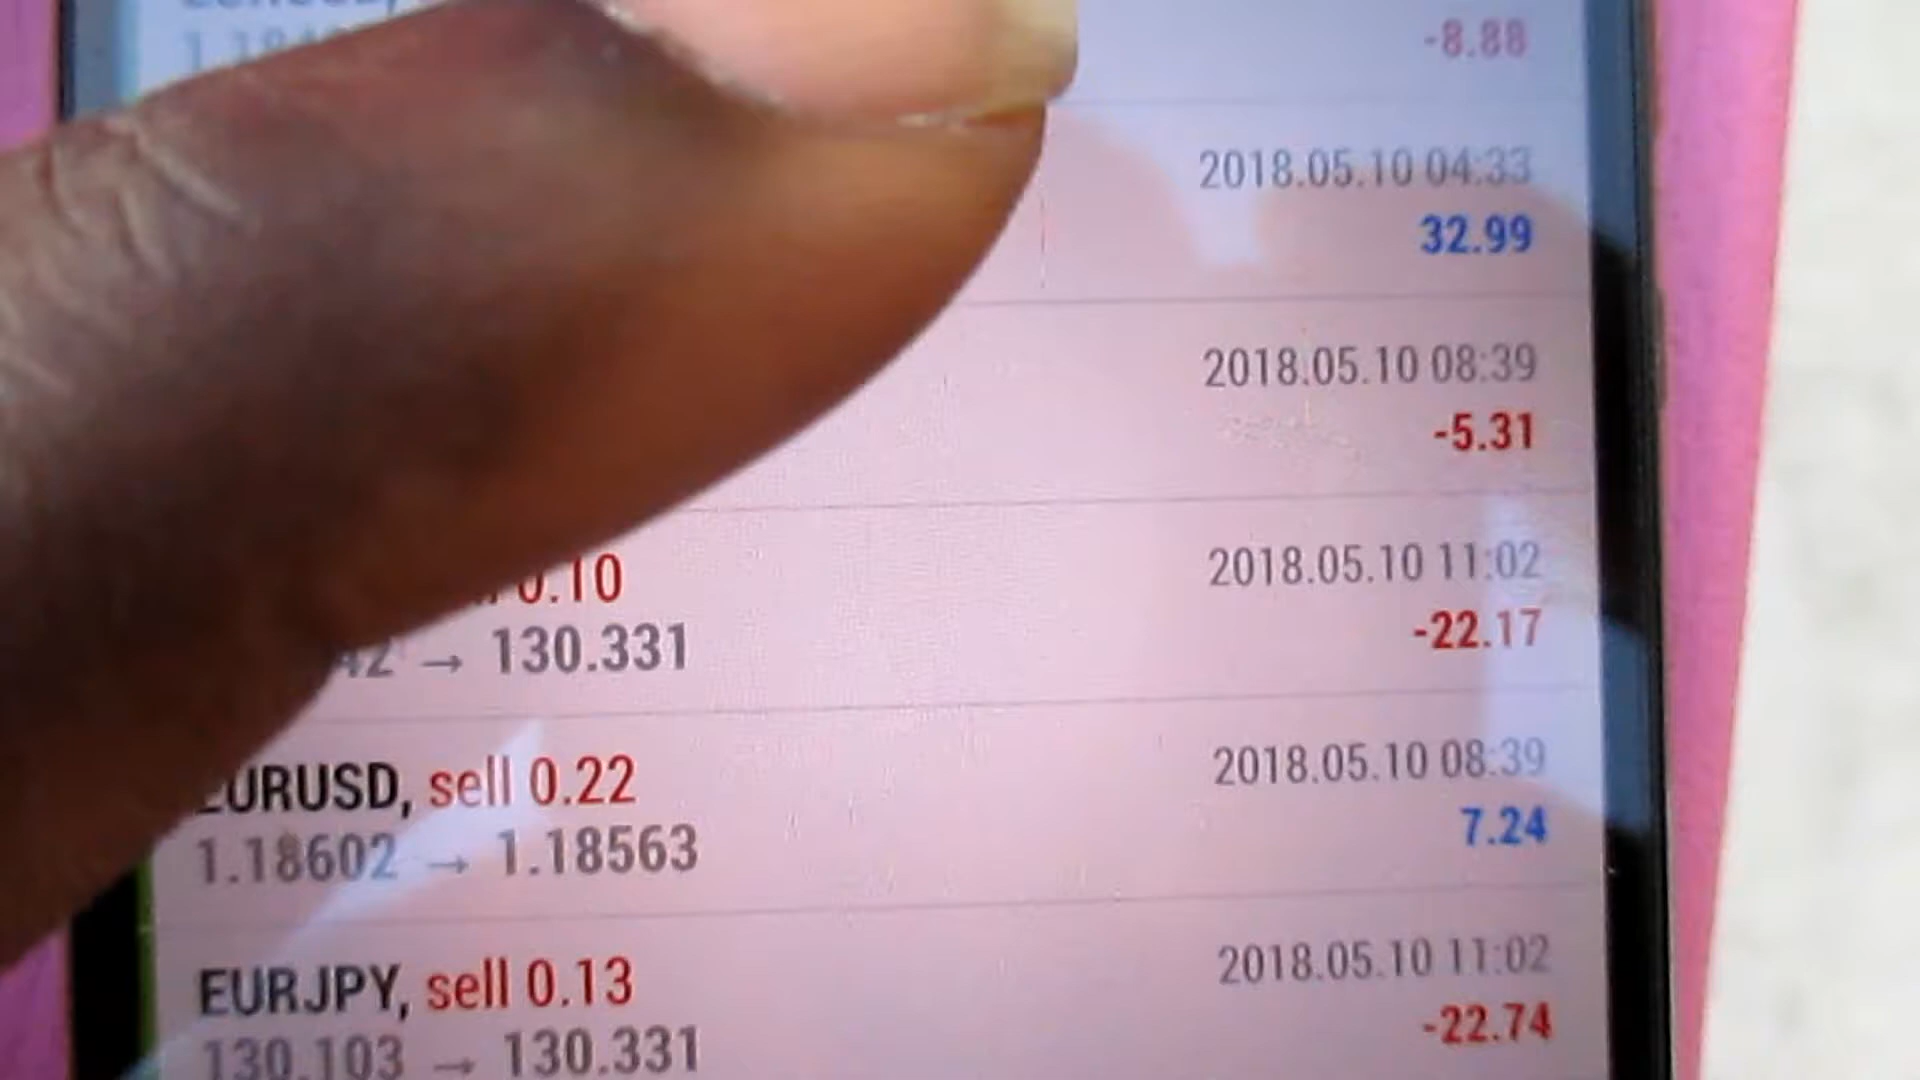 -8.88
2018.05.10 04:33
32.99
2018.05.10 08:39
-5.31
0.10
2018.05.10 11:02
42 → 130.331
-22.17
EURUSD, sell 0.22
2018.05.10 08:39
1.18602 → 1.18563
7.24
EURJPY, sell 0.13
2018.05.10 11:02
130.103 → 130.331
-22.74